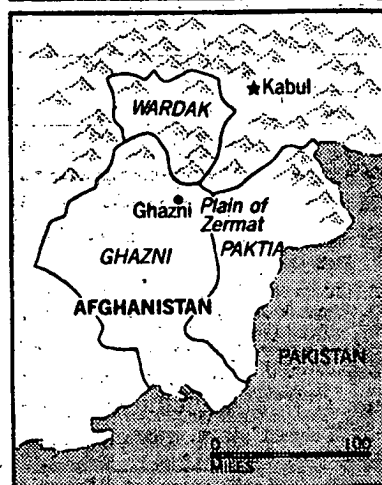 WARDAK
★Kabul
Ghazni
Plain of
Zermat
GHAZNI
PAKTIA
AFGHANISTAN
PAKISTAN
0 100
MILES